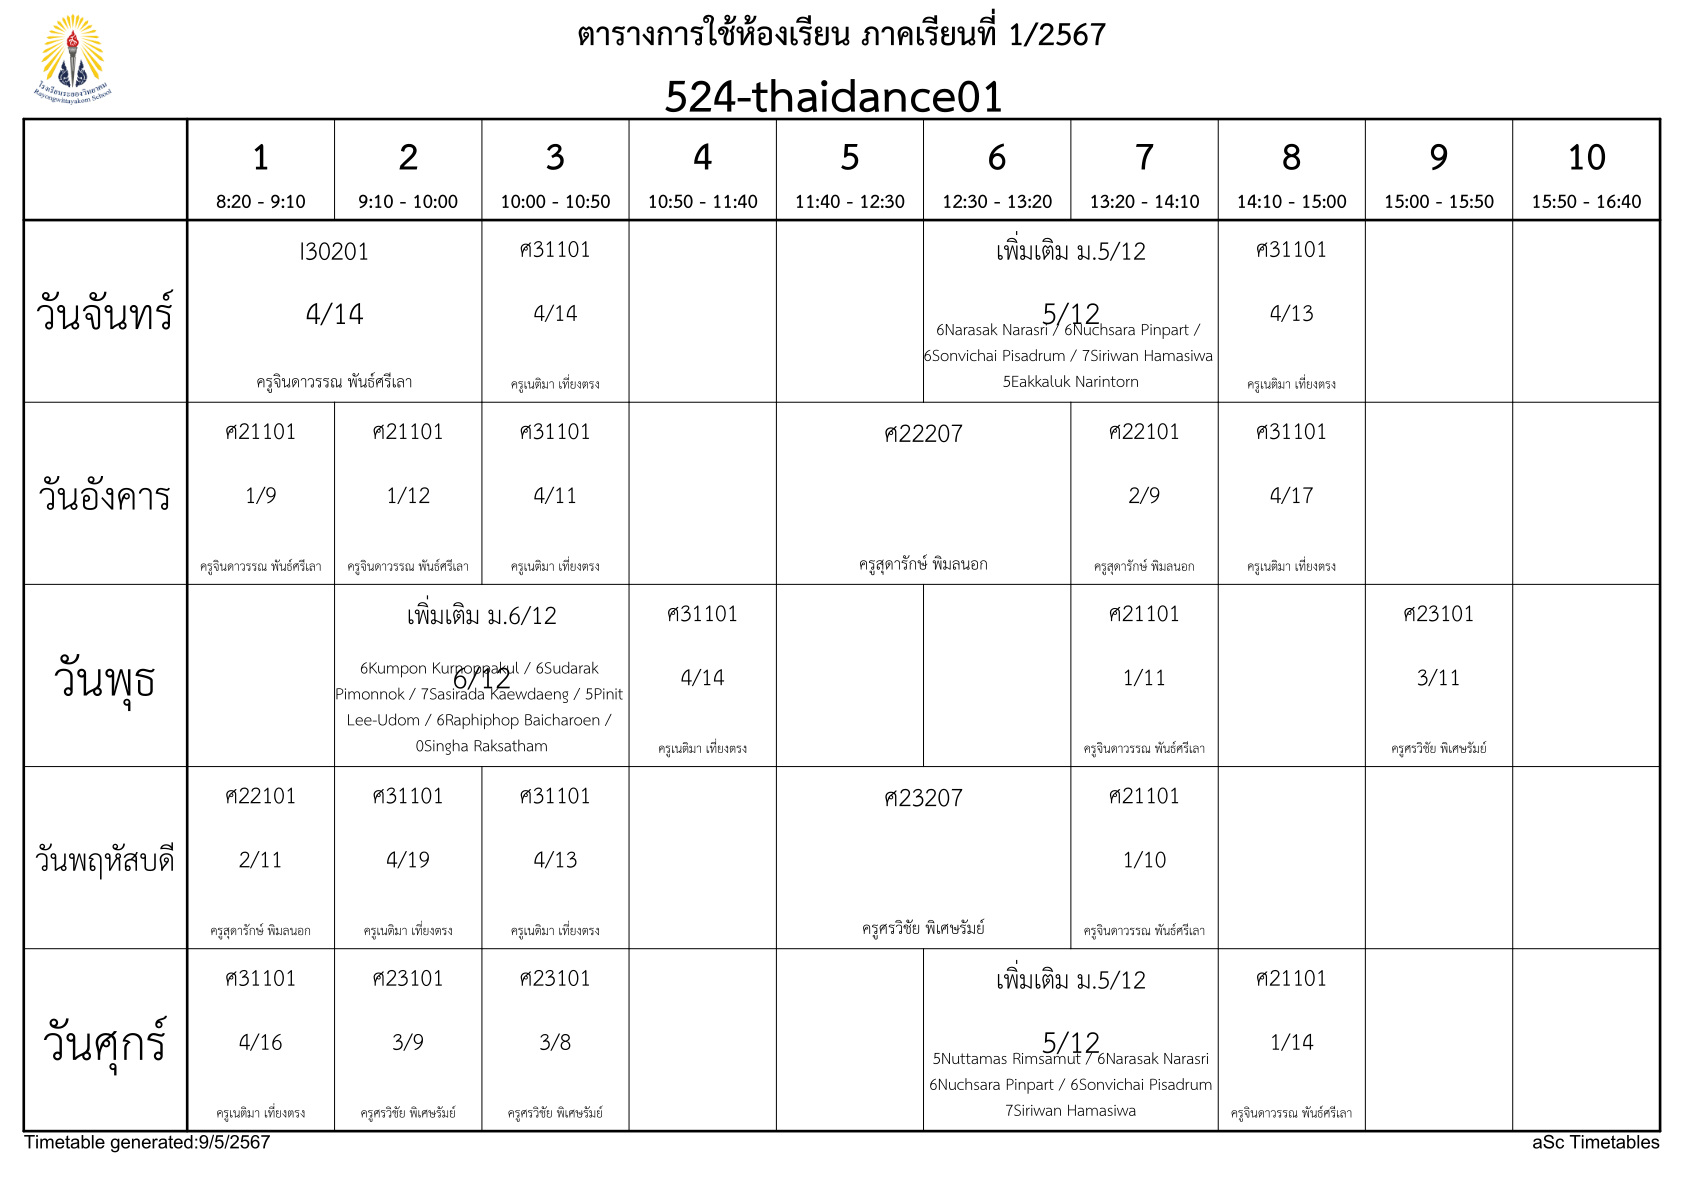 ตารางการใช้ห้องเรียน ภาคเรียนที่ 1/2567
โรงเรียนระยองวิทยาคม
Rayongwittayakom School
524-thaidance01
1 2 3 4 5 6 7 8 9 10
8:20 - 9:10 9:10 - 10:00 10:00 - 10:50 10:50 - 11:40 11:40 - 12:30 12:30 - 13:20 13:20 - 14:10 14:10 - 15:00 15:00 - 15:50 15:50 - 16:40
วันจันทร์
I30201
4/14
ครูจินดาวรรณ พันธ์ศรีเลา
ศ31101
4/14
ครูเนติมา เที่ยงตรง
เพิ่มเติม ม.5/12
5/12
6Narasak Narasri / 6Nuchsara Pinpart /
6Sonvichai Pisadrum / 7Siriwan Hamasiwa
5Eakkaluk Narintorn
ศ31101
4/13
ครูเนติมา เที่ยงตรง
วันอังคาร
ศ21101
1/9
ครูจินดาวรรณ พันธ์ศรีเลา
ศ21101
1/12
ครูจินดาวรรณ พันธ์ศรีเลา
ศ31101
4/11
ครูเนติมา เที่ยงตรง
ศ22207
ครูสุดารักษ์ พิมลนอก
ศ22101
2/9
ครูสุดารักษ์ พิมลนอก
ศ31101
4/17
ครูเนติมา เที่ยงตรง
วันพุธ
เพิ่มเติม ม.6/12
6/12
6Kumpon Kurnoppakul / 6Sudarak
Pimonnok / 7Sasirada Kaewdaeng / 5Pinit
Lee-Udom / 6Raphiphop Baicharoen /
0Singha Raksatham
ศ31101
4/14
ครูเนติมา เที่ยงตรง
ศ21101
1/11
ครูจินดาวรรณ พันธ์ศรีเลา
ศ23101
3/11
ครูศรวิชัย พิเศษรัมย์
วันพฤหัสบดี
ศ22101
2/11
ครูสุดารักษ์ พิมลนอก
ศ31101
4/19
ครูเนติมา เที่ยงตรง
ศ31101
4/13
ครูเนติมา เที่ยงตรง
ศ23207
ครูศรวิชัย พิเศษรัมย์
ศ21101
1/10
ครูจินดาวรรณ พันธ์ศรีเลา
วันศุกร์
ศ31101
4/16
ครูเนติมา เที่ยงตรง
ศ23101
3/9
ครูศรวิชัย พิเศษรัมย์
ศ23101
3/8
ครูศรวิชัย พิเศษรัมย์
เพิ่มเติม ม.5/12
5/12
5Nuttamas Rimsamut / 6Narasak Narasri
6Nuchsara Pinpart / 6Sonvichai Pisadrum
7Siriwan Hamasiwa
ศ21101
1/14
ครูจินดาวรรณ พันธ์ศรีเลา
Timetable generated:9/5/2567
aSc Timetables